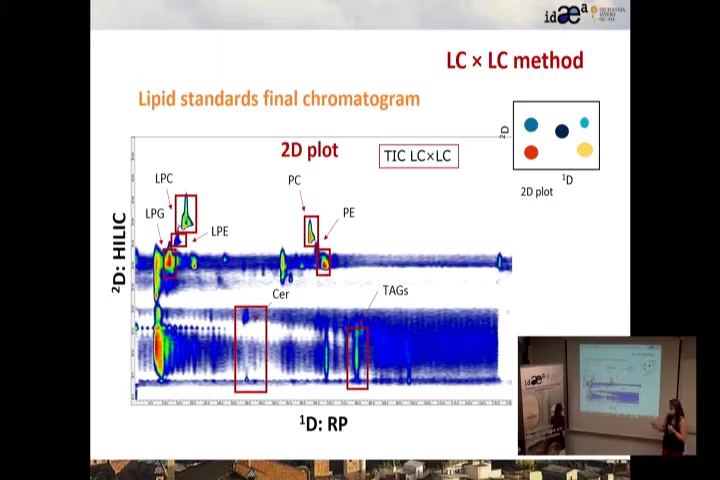 idæa
LC × LC method
Lipid standards final chromatogram
2D plot
TIC LC×LC
²D
¹D
2D plot
LPC
PC
LPG
LPE
PE
²D: HILIC
Cer
TAGs
¹D: RP